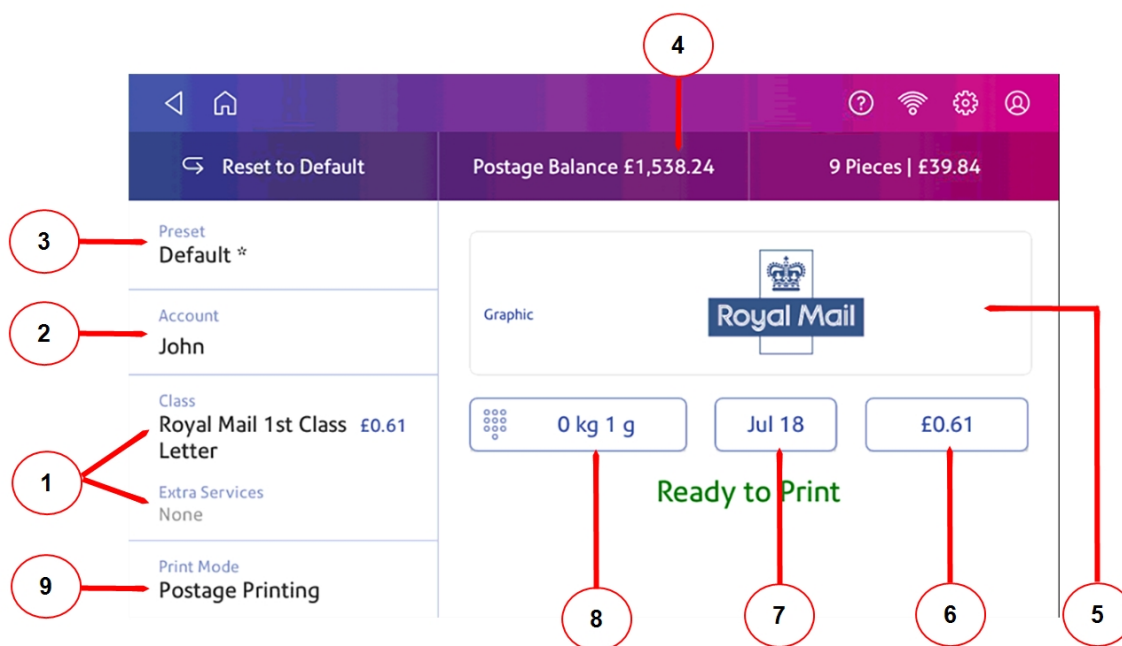 4
Reset to Default
Postage Balance £1,538.24
9 Pieces | £39.84
3
Preset
Default *
Graphic
Royal Mail
5
2
Account
John
1
Class
Royal Mail 1st Class £0.61
Letter
Extra Services
None
0 kg 1 g
Jul 18
£0.61
Ready to Print
9
Print Mode
Postage Printing
8
7
6